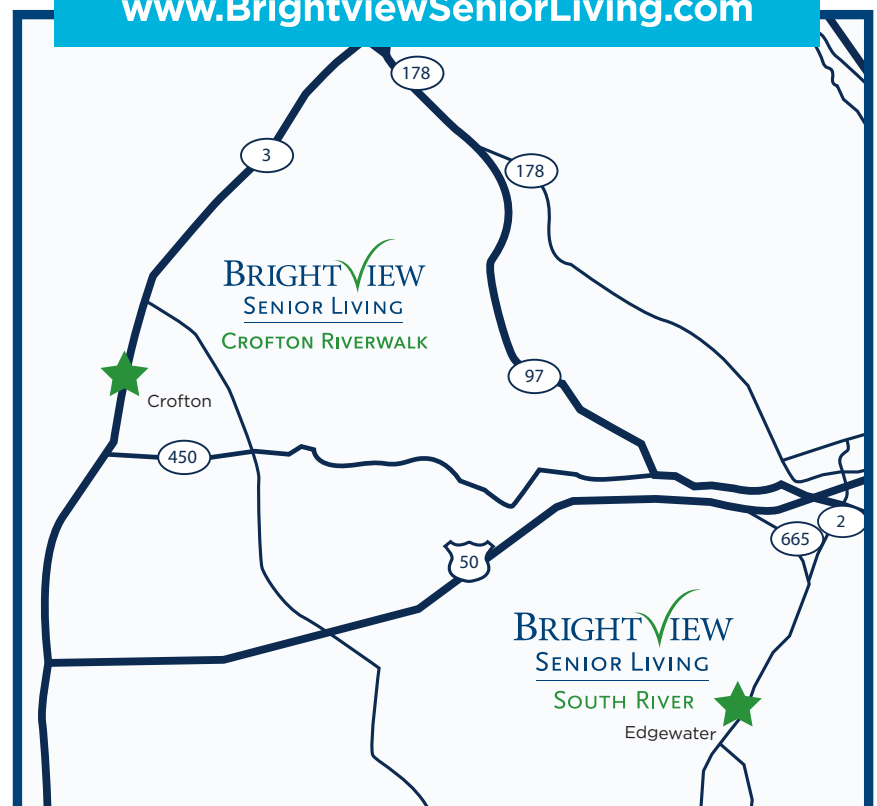 www.BrightviewSeniorLiving.com
178
3
178
BRIGHTVIEW
SENIOR LIVING
CROFTON RIVERWALK
97
Crofton
450
2
665
50
BRIGHTVIEW
SENIOR LIVING
SOUTH RIVER
Edgewater